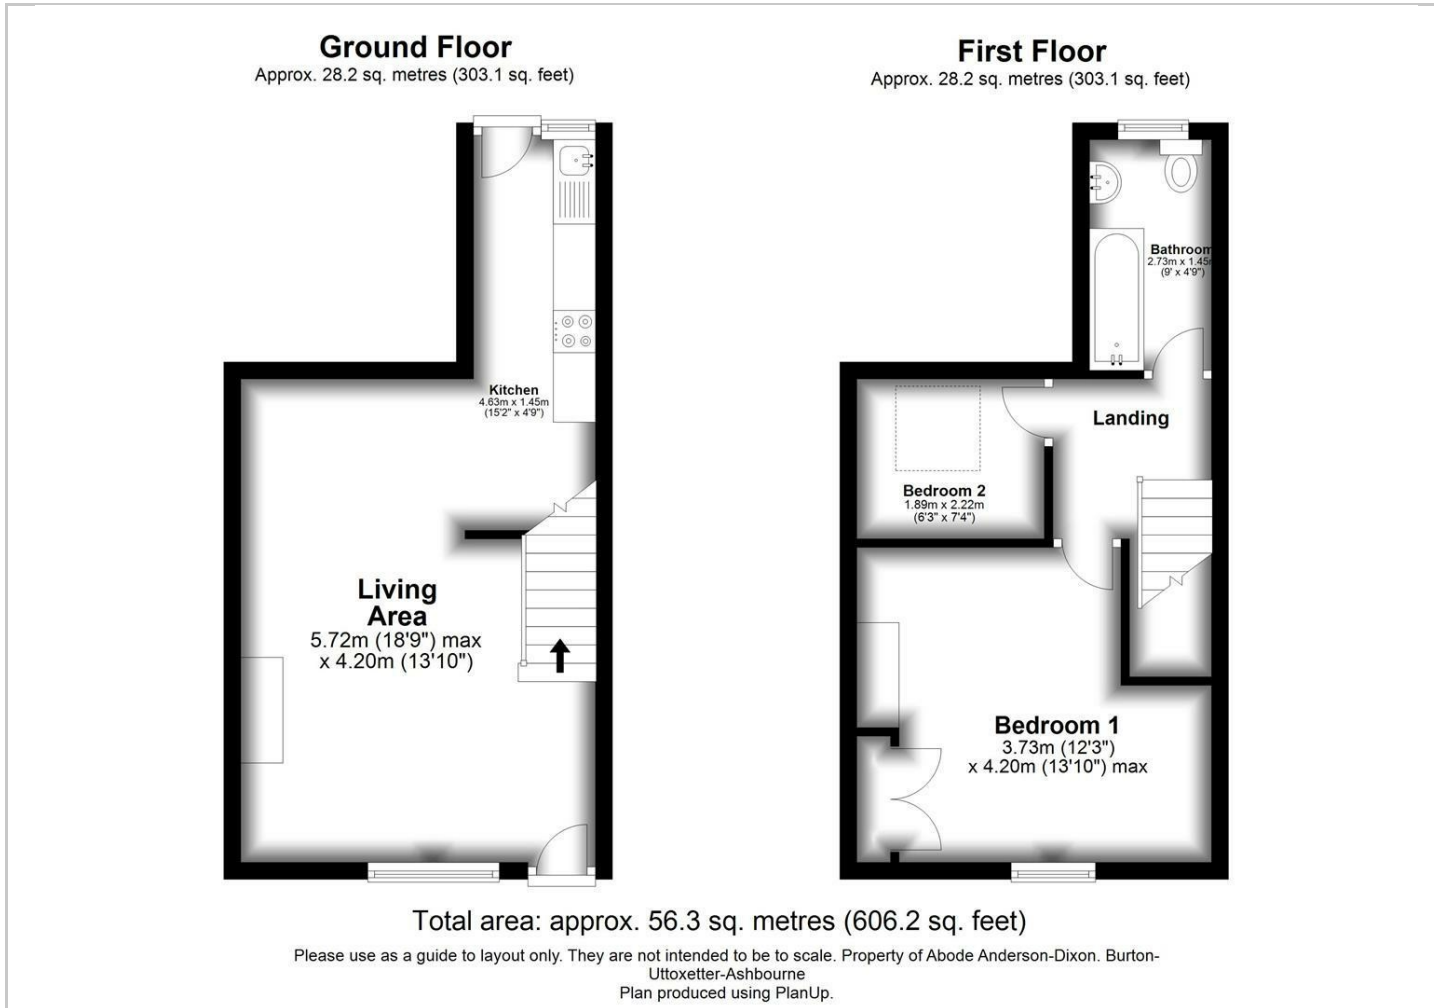 Ground Floor
Approx. 28.2 sq. metres (303.1 sq. feet)
Kitchen
4.63m x 1.45m
(15'2" x 4'9")
Living
Area
5.72m (18'9") max
x 4.20m (13'10")
First Floor
Approx. 28.2 sq. metres (303.1 sq. feet)
Bathroom
2.73m x 1.45m
(9' x 4'9")
Landing
Bedroom 2
1.89m x 2.22m
(6'3" x 7'4")
Bedroom 1
3.73m (12'3")
x 4.20m (13'10") max
Total area: approx. 56.3 sq. metres (606.2 sq. feet)
Please use as a guide to layout only. They are not intended to be to scale. Property of Abode Anderson-Dixon. Burton-
Uttoxetter-Ashbourne
Plan produced using PlanUp.